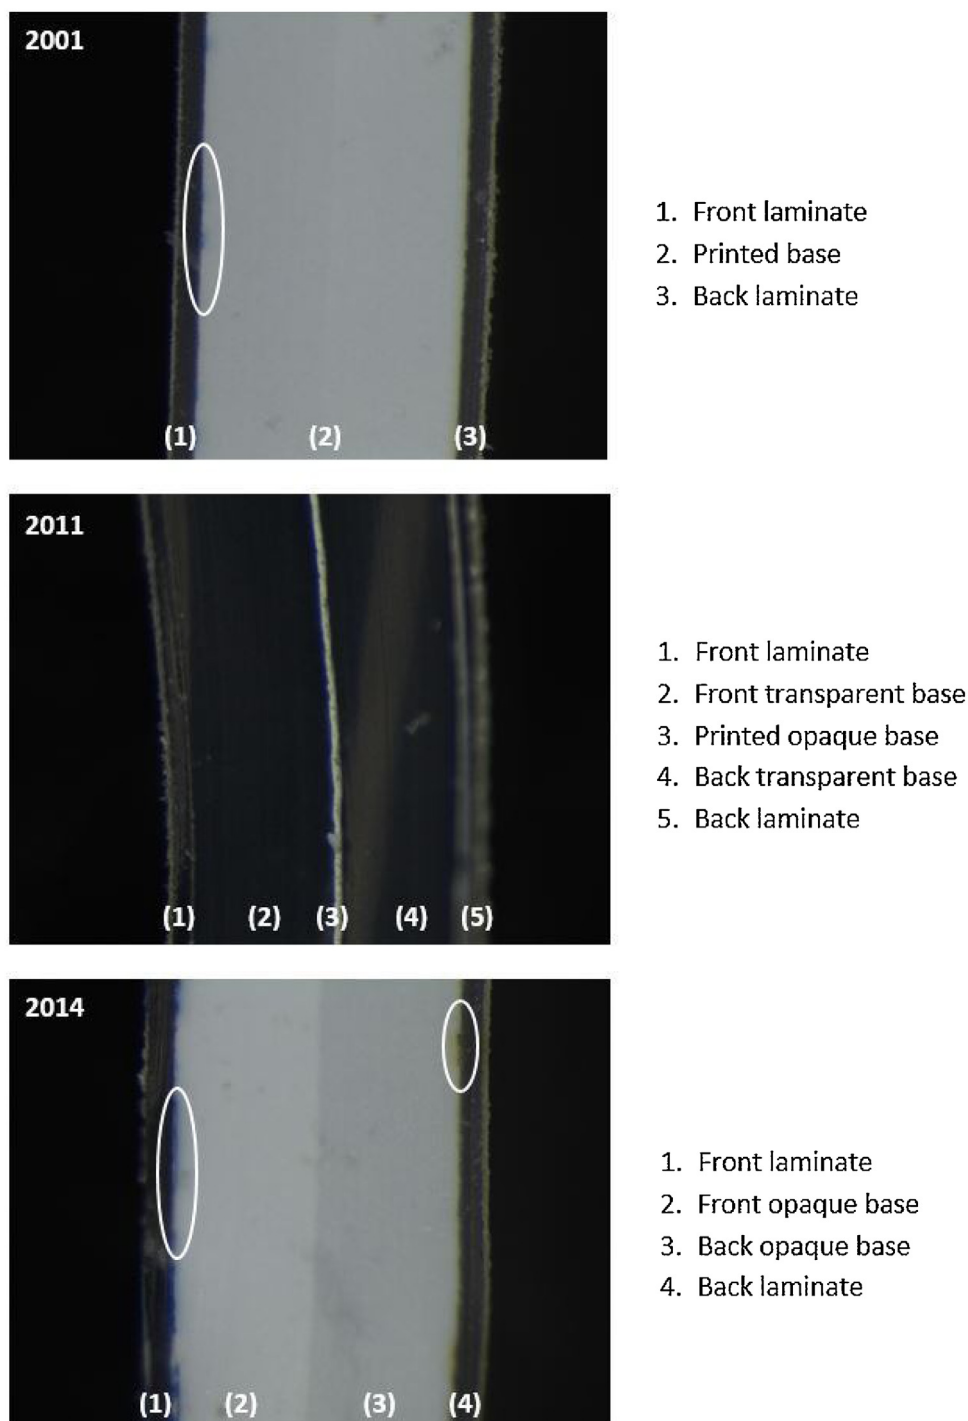 2001
1. Front laminate
2. Printed base
3. Back laminate
(1) (2) (3)
2011
1. Front laminate
2. Front transparent base
3. Printed opaque base
4. Back transparent base
5. Back laminate
(1) (2) (3) (4) (5)
2014
1. Front laminate
2. Front opaque base
3. Back opaque base
4. Back laminate
(1) (2) (3) (4)